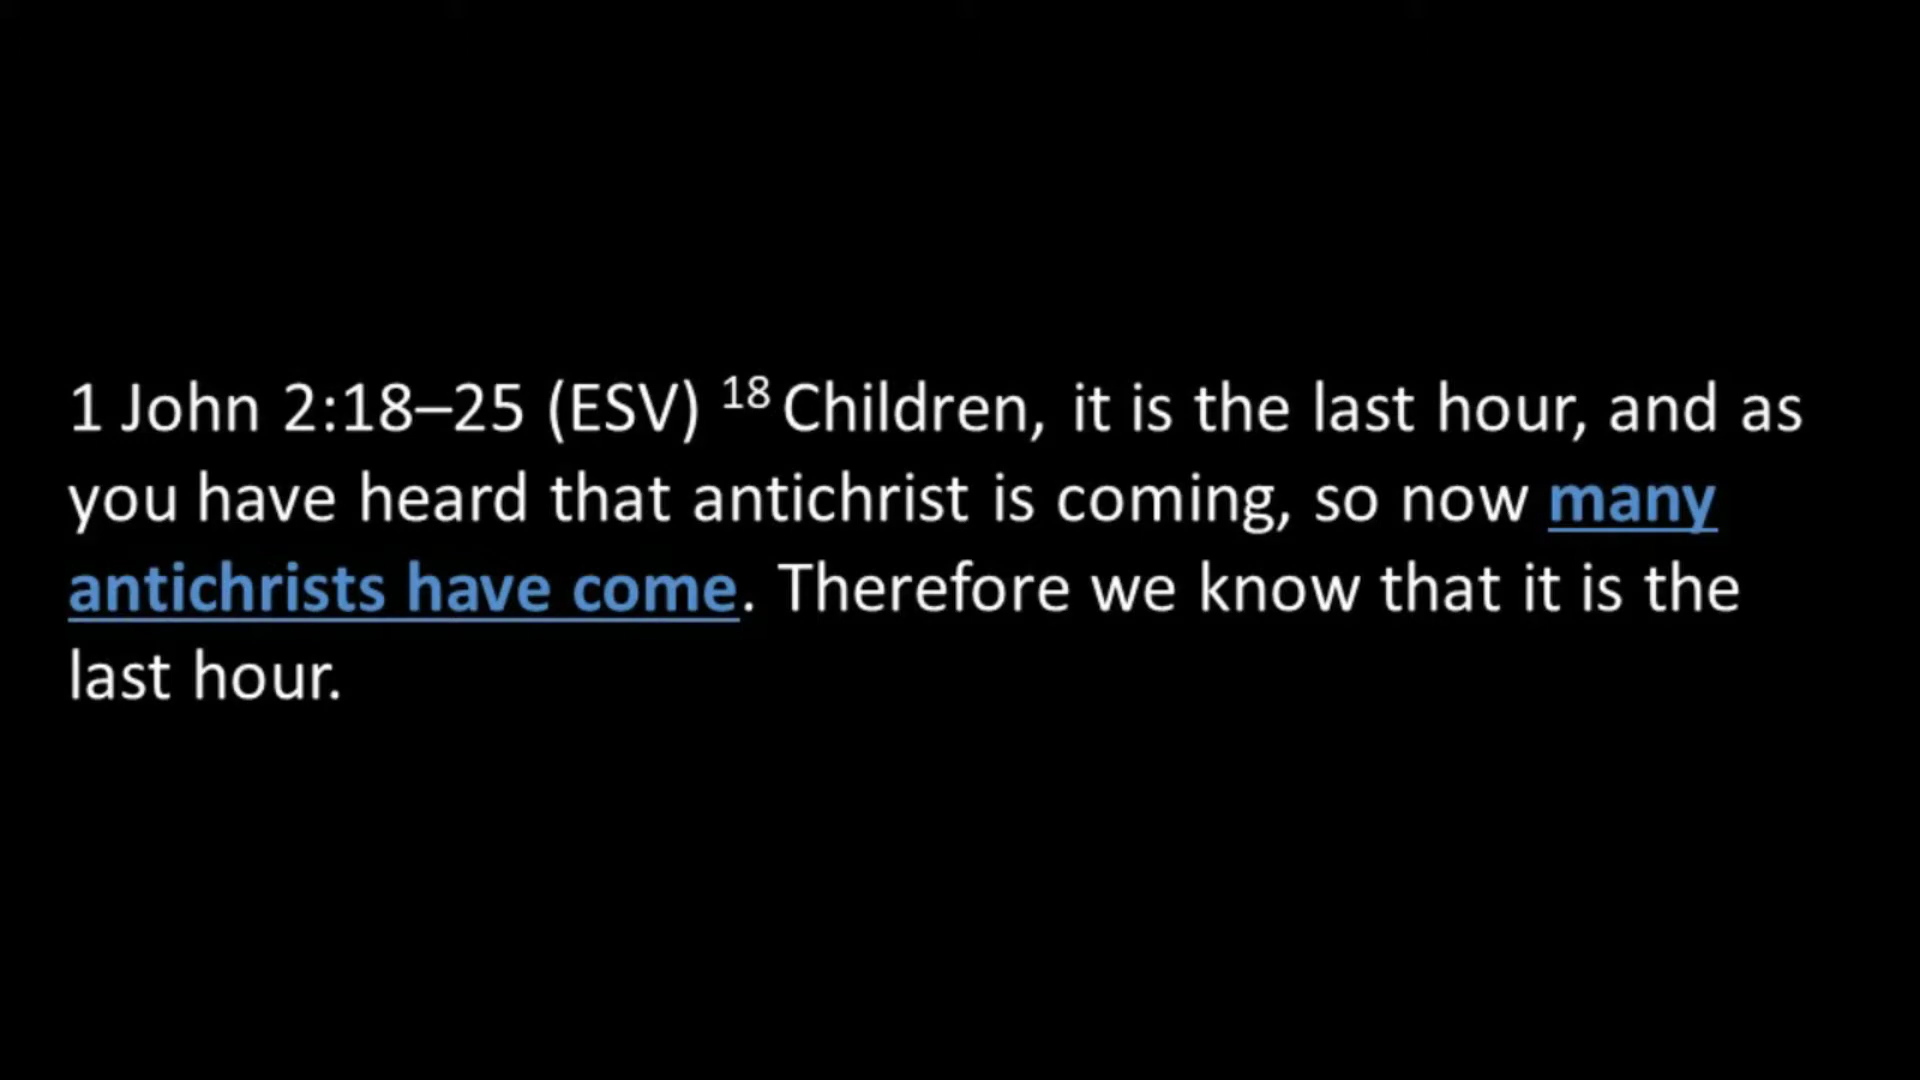 1 John 2:18–25 (ESV) 18 Children, it is the last hour, and as
you have heard that antichrist is coming, so now many
antichrists have come. Therefore we know that it is the
last hour.